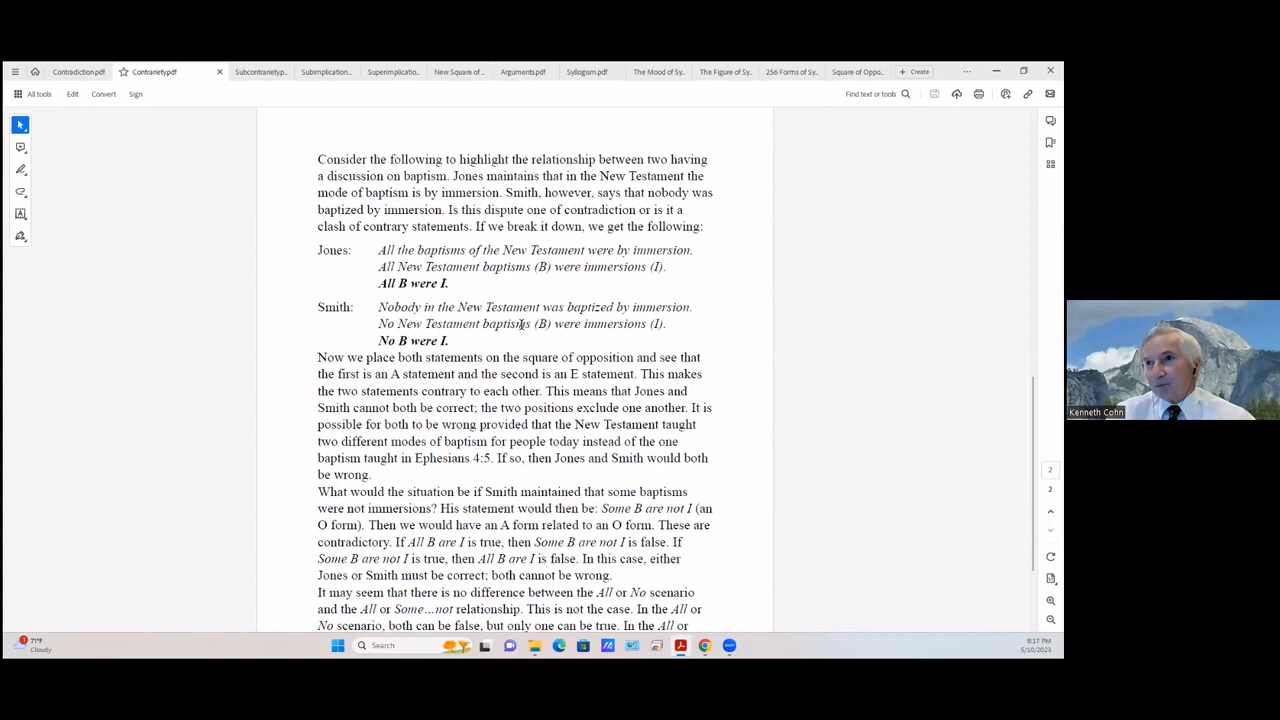 Contradiction.pdf
Contrariety.pdf
Subcontrarietyp...
Subimplication...
Superimplicatio...
New Square of ...
Arguments.pdf
Syllogism.pdf
The Mood of Sy...
The Figure of Sy...
256 Forms of Sy...
Square of Oppo...
+ Create
All tools
Edit
Convert
Sign
Find text or tools
Consider the following to highlight the relationship between two having
a discussion on baptism. Jones maintains that in the New Testament the
mode of baptism is by immersion. Smith, however, says that nobody was
baptized by immersion. Is this dispute one of contradiction or is it a
clash of contrary statements. If we break it down, we get the following:
Jones: All the baptisms of the New Testament were by immersion.
All New Testament baptisms (B) were immersions (I).
All B were I.
Smith: Nobody in the New Testament was baptized by immersion.
No New Testament baptisms (B) were immersions (I).
No B were I.
Now we place both statements on the square of opposition and see that
the first is an A statement and the second is an E statement. This makes
the two statements contrary to each other. This means that Jones and
Smith cannot both be correct; the two positions exclude one another. It is
possible for both to be wrong provided that the New Testament taught
two different modes of baptism for people today instead of the one
baptism taught in Ephesians 4:5. If so, then Jones and Smith would both
be wrong.
What would the situation be if Smith maintained that some baptisms
were not immersions? His statement would then be: Some B are not I (an
O form). Then we would have an A form related to an O form. These are
contradictory. If All B are I is true, then Some B are not I is false. If
Some B are not I is true, then All B are I is false. In this case, either
Jones or Smith must be correct; both cannot be wrong.
It may seem that there is no difference between the All or No scenario
and the All or Some…not relationship. This is not the case. In the All or
No scenario, both can be false, but only one can be true. In the All or
Kenneth Cohn
2
2
1
71°F
Cloudy
Search
6:17 PM
5/10/2023